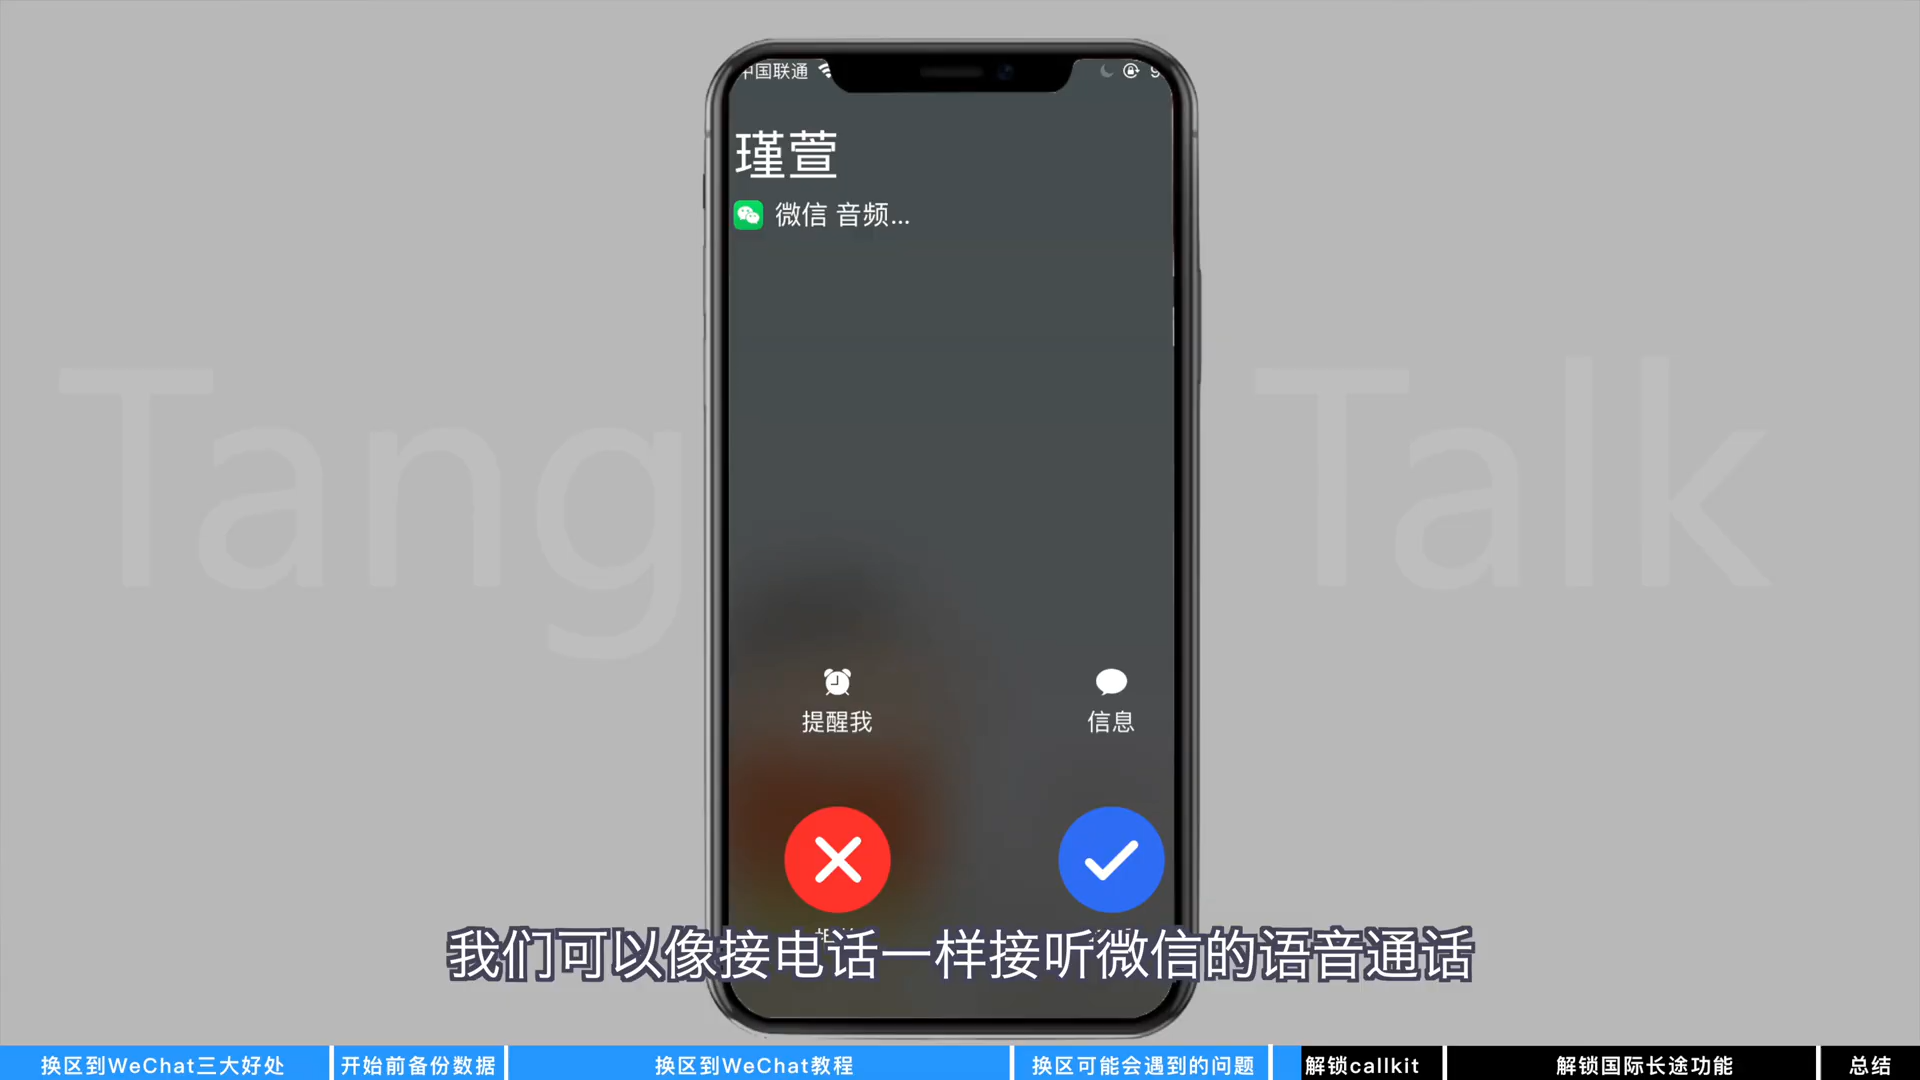 中国联通
瑾萱
微信 音频...
Tang
Talk
提醒我
信息
我们可以像接电话一样接听微信的语音通话
换区到WeChat三大好处
开始前备份数据
换区到WeChat教程
换区可能会遇到的问题
解锁callkit
解锁国际长途功能
总结